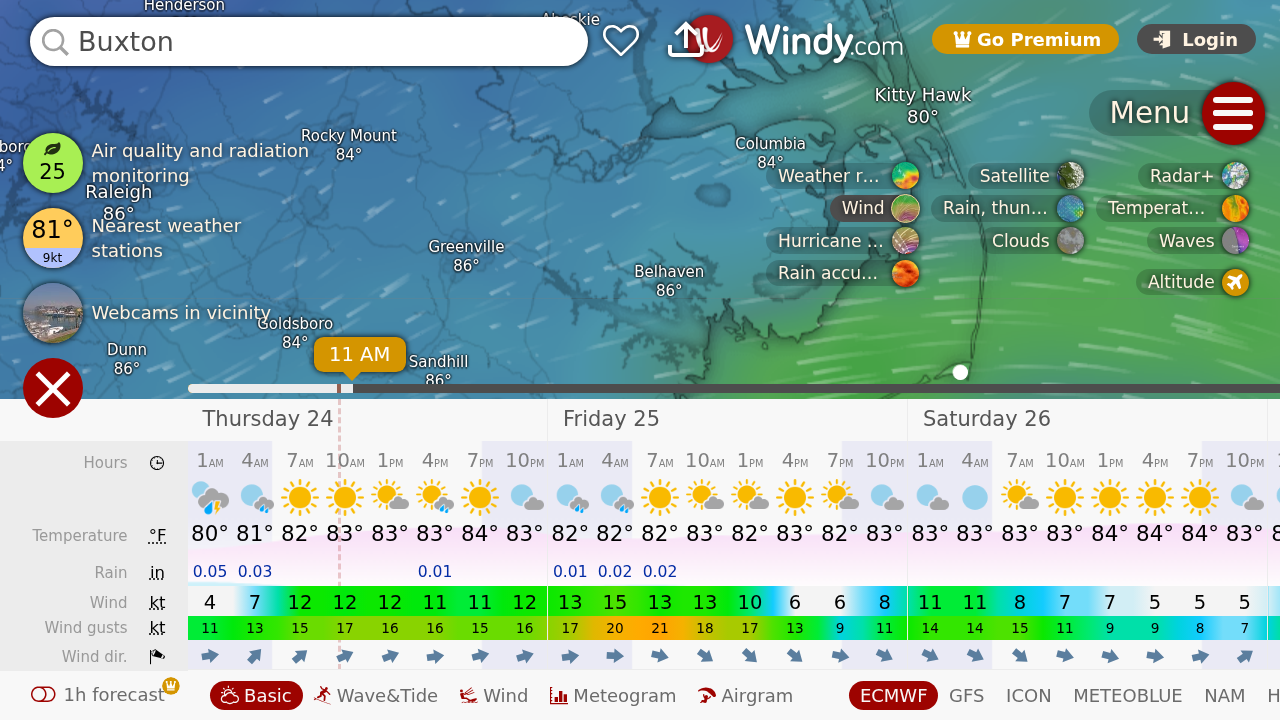 Henderson
Buxton
Windy.com
Go Premium
Login
Kitty Hawk
80°
Menu
Rocky Mount
84°
Columbia
84°
25
Air quality and radiation
monitoring
Raleigh
86°
Weather r...
Satellite
Radar+
Wind
Rain, thun...
Temperat...
81°
9kt
Nearest weather
stations
Greenville
86°
Hurricane ...
Clouds
Waves
Belhaven
86°
Rain accu...
Altitude
Webcams in vicinity
Goldsboro
84°
Dunn
86°
11 AM
Sandhill
86°
Thursday 24 Friday 25 Saturday 26
Hours 1AM 4AM 7AM 10AM 1PM 4PM 7PM 10PM 1AM 4AM 7AM 10AM 1PM 4PM 7PM 10PM 1AM 4AM 7AM 10AM 1PM 4PM 7PM 10PM
Temperature °F 80° 81° 82° 83° 83° 83° 84° 83° 82° 82° 82° 83° 82° 83° 82° 83° 83° 83° 83° 83° 84° 84° 84° 83°
Rain in 0.05 0.03 0.01 0.01 0.02 0.02
Wind kt 4 7 12 12 12 11 11 12 13 15 13 13 10 6 6 8 11 11 8 7 7 5 5 5
Wind gusts kt 11 13 15 17 16 16 15 16 17 20 21 18 17 13 9 11 14 14 15 11 9 9 8 7
Wind dir.
1h forecast Basic Wave&Tide Wind Meteogram Airgram ECMWF GFS ICON METEOBLUE NAM